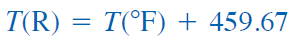 T(R) = T(°F) + 459.67